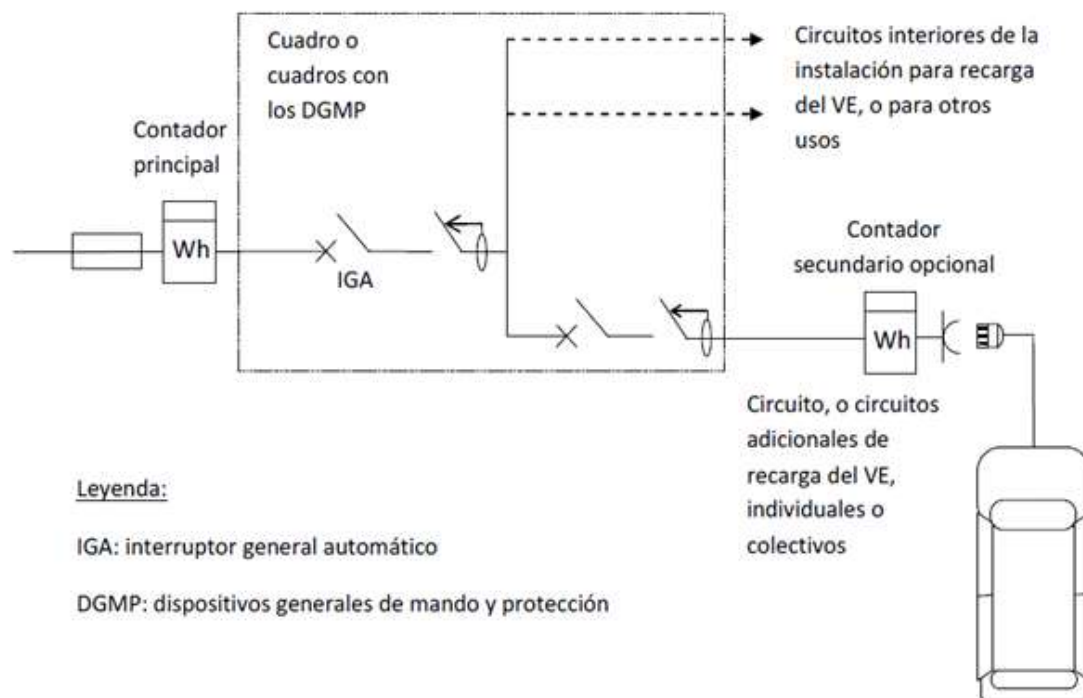 Cuadro o
cuadros con
los DGMP
Circuitos interiores de la
instalación para recarga
del VE, o para otros
usos
Contador
principal
Wh
IGA
Contador
secundario opcional
Wh
Circuito, o circuitos
adicionales de
recarga del VE,
individuales o
colectivos
Leyenda:
IGA: interruptor general automático
DGMP: dispositivos generales de mando y protección